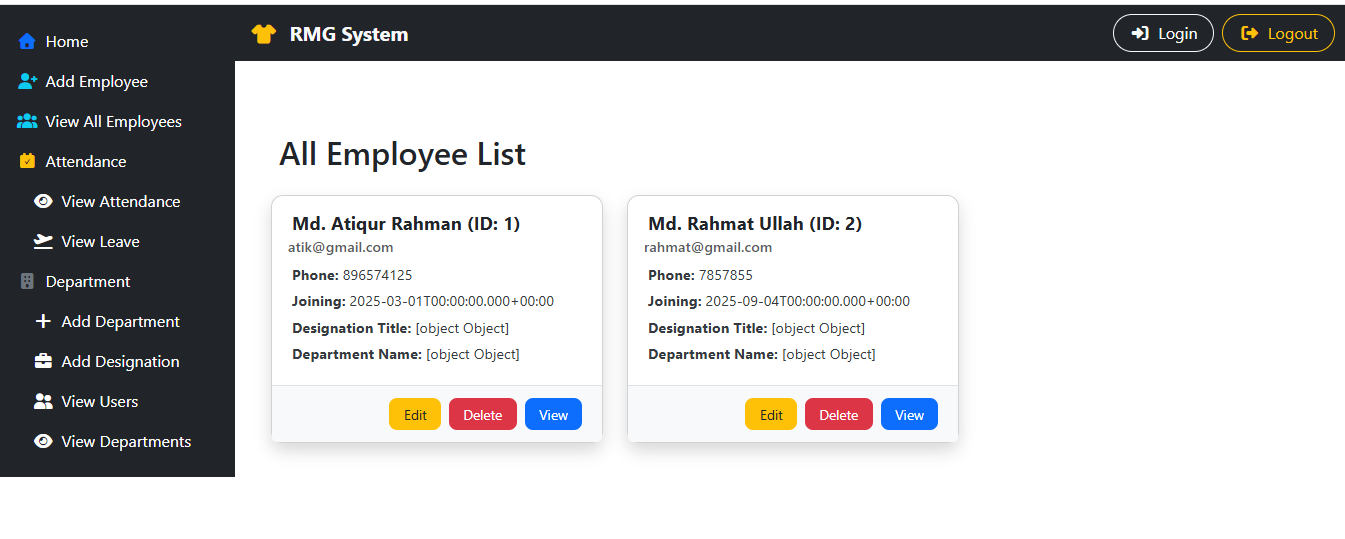 Home
Add Employee
View All Employees
Attendance
View Attendance
View Leave
Department
Add Department
Add Designation
View Users
View Departments
RMG System
Login
Logout
All Employee List
Md. Atiqur Rahman (ID: 1)
atik@gmail.com
Phone: 896574125
Joining: 2025-03-01T00:00:00.000+00:00
Designation Title: [object Object]
Department Name: [object Object]
Edit
Delete
View
Md. Rahmat Ullah (ID: 2)
rahmat@gmail.com
Phone: 7857855
Joining: 2025-09-04T00:00:00.000+00:00
Designation Title: [object Object]
Department Name: [object Object]
Edit
Delete
View